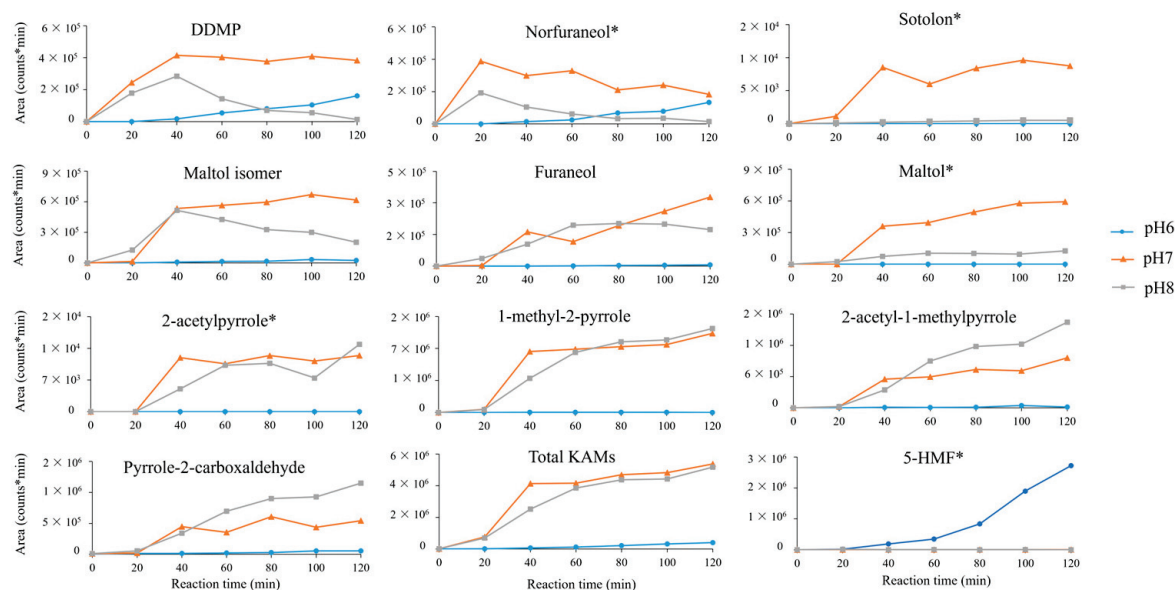 DDMP
Area (counts*min)
6 × 10⁵
4 × 10⁵
2 × 10⁵
0
0 20 40 60 80 100 120
Norfuraneol*
6 × 10⁵
4 × 10⁵
2 × 10⁵
0
0 20 40 60 80 100 120
Sotolon*
2 × 10⁴
1 × 10⁴
5 × 10³
0
0 20 40 60 80 100 120
Maltol isomer
Area (counts*min)
9 × 10⁵
6 × 10⁵
3 × 10⁵
0
0 20 40 60 80 100 120
Furaneol
5 × 10⁵
2 × 10⁵
0
0 20 40 60 80 100 120
Maltol*
9 × 10⁵
6 × 10⁵
3 × 10⁵
0
0 20 40 60 80 100 120
pH6
pH7
pH8
2-acetylpyrrole*
Area (counts*min)
2 × 10⁴
1 × 10⁴
7 × 10³
0
0 20 40 60 80 100 120
1-methyl-2-pyrrole
2 × 10⁶
7 × 10⁵
1 × 10⁶
0
0 20 40 60 80 100 120
2-acetyl-1-methylpyrrole
2 × 10⁶
1 × 10⁶
6 × 10⁵
0
0 20 40 60 80 100 120
Pyrrole-2-carboxaldehyde
Area (counts*min)
2 × 10⁶
1 × 10⁶
5 × 10⁵
0
0 20 40 60 80 100 120
Reaction time (min)
Total KAMs
6 × 10⁶
4 × 10⁶
2 × 10⁶
0
0 20 40 60 80 100 120
Reaction time (min)
5-HMF*
3 × 10⁶
2 × 10⁶
1 × 10⁶
0
0 20 40 60 80 100 120
Reaction time (min)